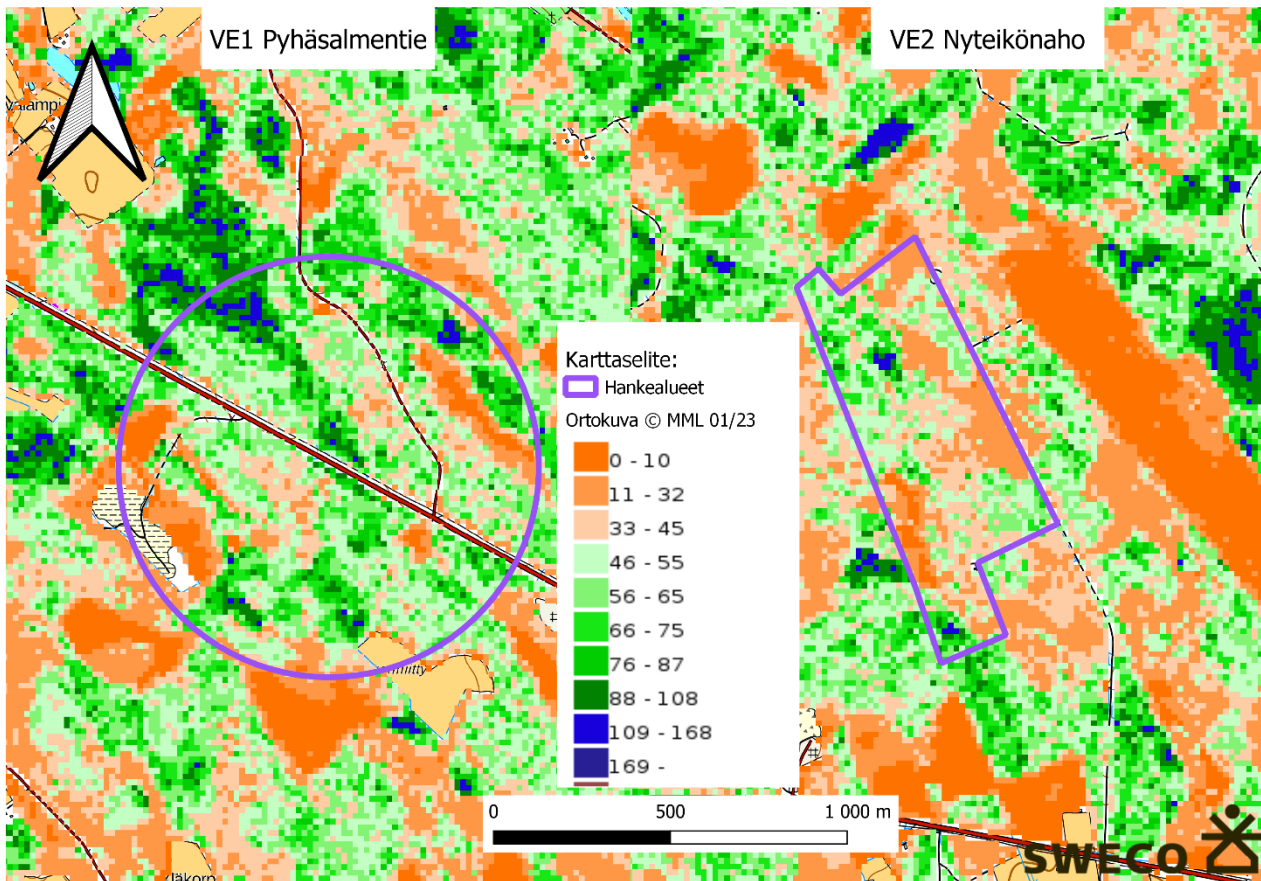 VE1 Pyhäsalmentie
VE2 Nyteikönaho
Karttaselite:
Hankealueet
Ortokuva © MML 01/23
0 - 10
11 - 32
33 - 45
46 - 55
56 - 65
66 - 75
76 - 87
88 - 108
109 - 168
169 -
0 500 1 000 m
SWECO